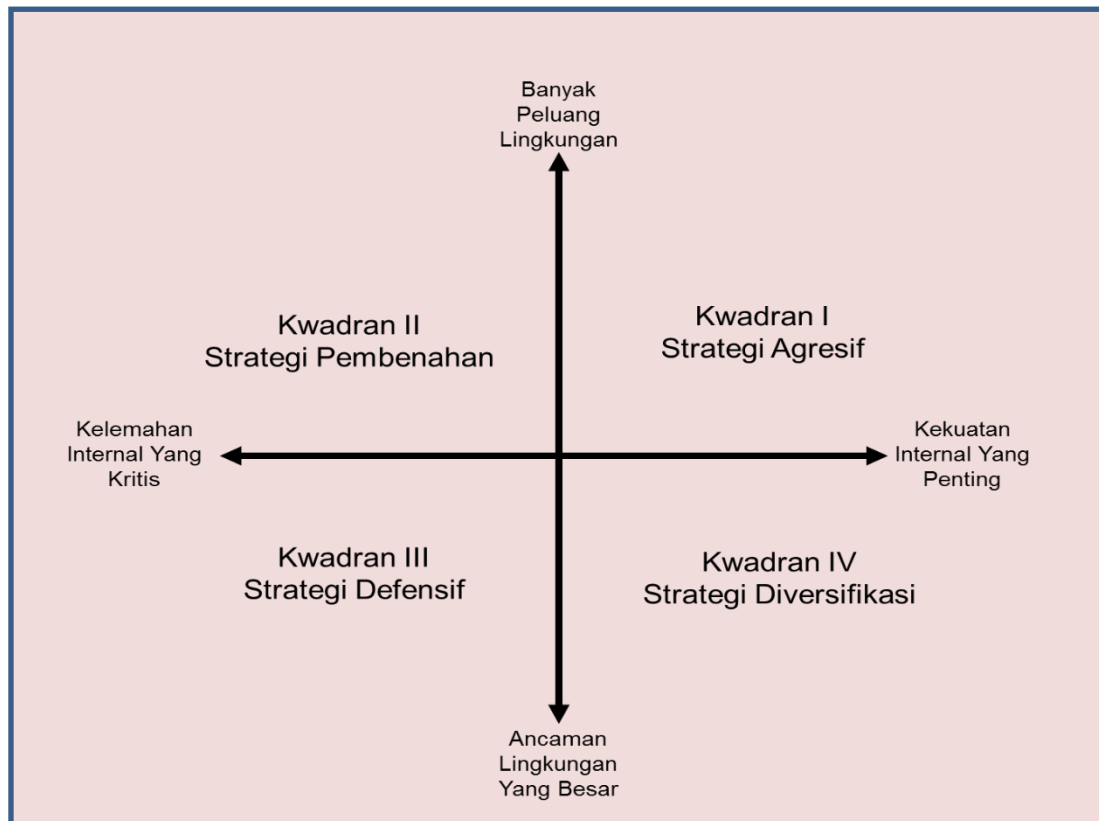 Banyak
Peluang
Lingkungan
Kwadran II
Strategi Pembenahan
Kwadran I
Strategi Agresif
Kelemahan
Internal Yang
Kritis
Kekuatan
Internal Yang
Penting
Kwadran III
Strategi Defensif
Kwadran IV
Strategi Diversifikasi
Ancaman
Lingkungan
Yang Besar